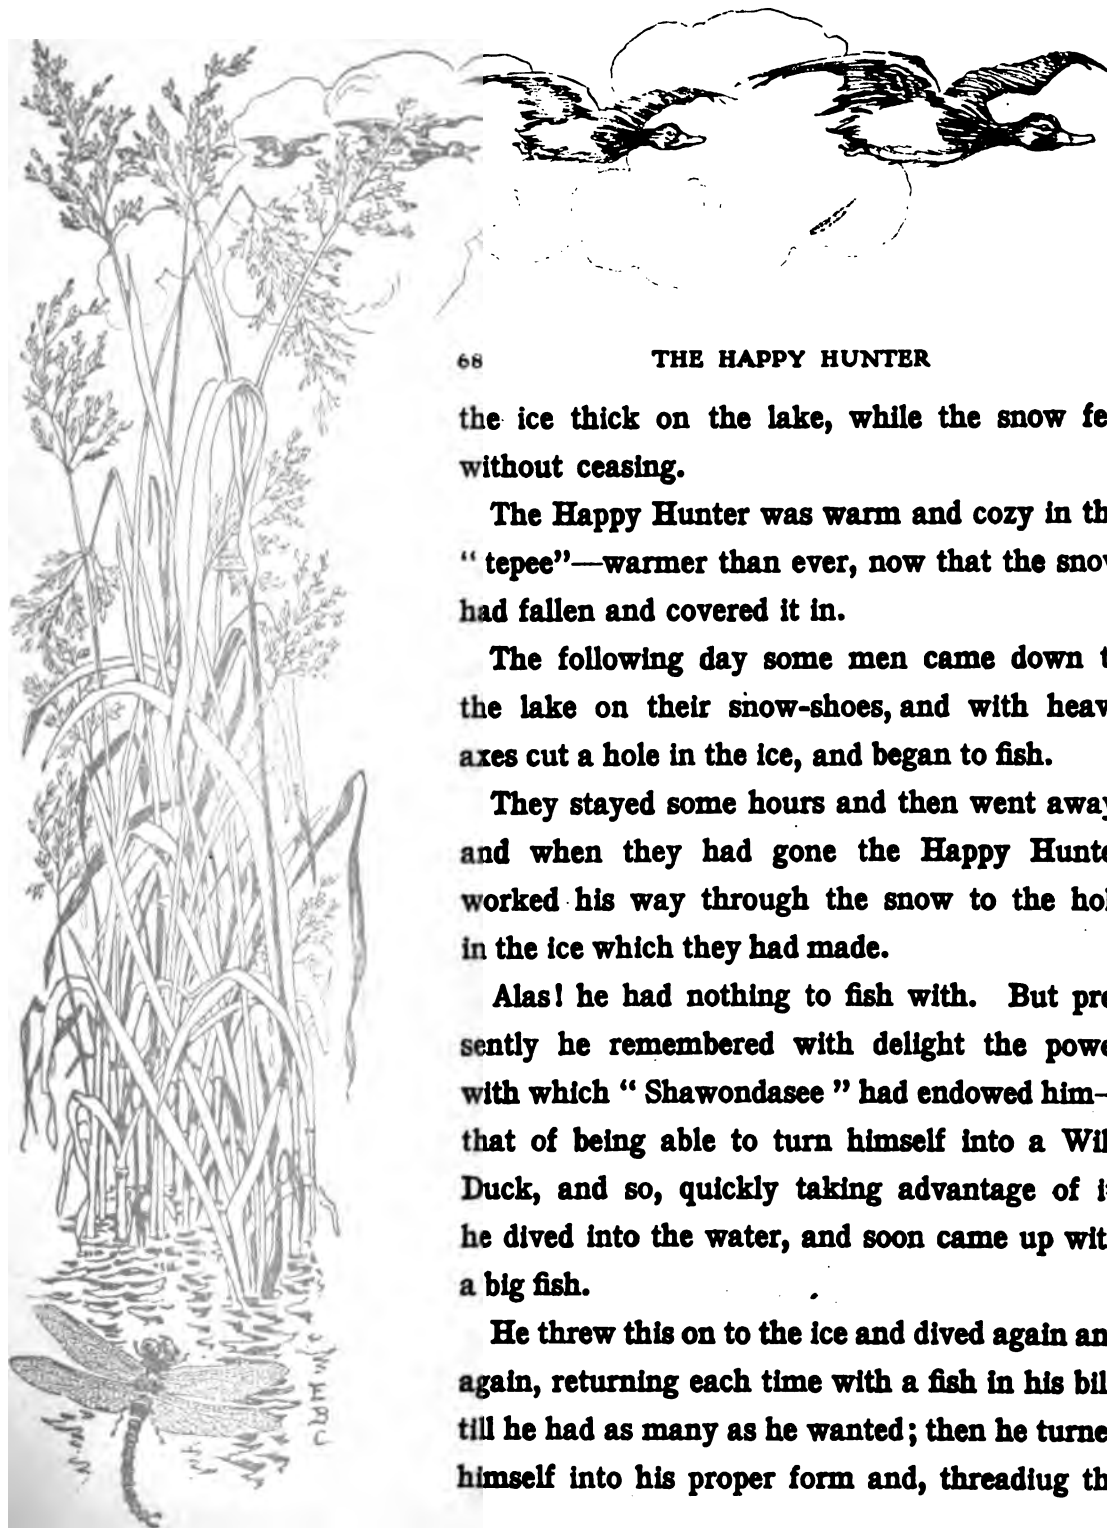 68 THE HAPPY HUNTER
the ice thick on the lake, while the snow fe
without ceasing.
The Happy Hunter was warm and cozy in th
“ tepee”—warmer than ever, now that the snow
had fallen and covered it in.
The following day some men came down t
the lake on their snow-shoes, and with heav
axes cut a hole in the ice, and began to fish.
They stayed some hours and then went away
and when they had gone the Happy Hunte
worked his way through the snow to the hol
in the ice which they had made.
Alas! he had nothing to fish with. But pre
sently he remembered with delight the powe
with which “ Shawondasee ” had endowed him—
that of being able to turn himself into a Wil
Duck, and so, quickly taking advantage of i
he dived into the water, and soon came up wit
a big fish.
He threw this on to the ice and dived again an
again, returning each time with a fish in his bil
till he had as many as he wanted; then he turne
himself into his proper form and, threadiug th